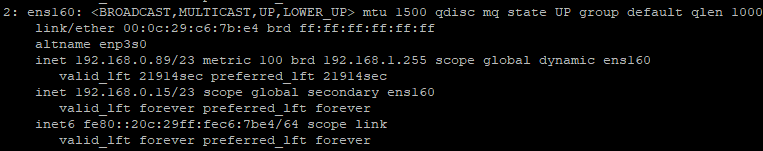 2: ens160: <BROADCAST,MULTICAST,UP,LOWER_UP> mtu 1500 qdisc mq state UP group default qlen 1000
link/ether 00:0c:29:c6:7b:e4 brd ff:ff:ff:ff:ff:ff
altname enp3s0
inet 192.168.0.89/23 metric 100 brd 192.168.1.255 scope global dynamic ens160
valid_lft 21914sec preferred_lft 21914sec
inet 192.168.0.15/23 scope global secondary ens160
valid_lft forever preferred_lft forever
inet6 fe80::20c:29ff:fec6:7be4/64 scope link
valid_lft forever preferred_lft forever